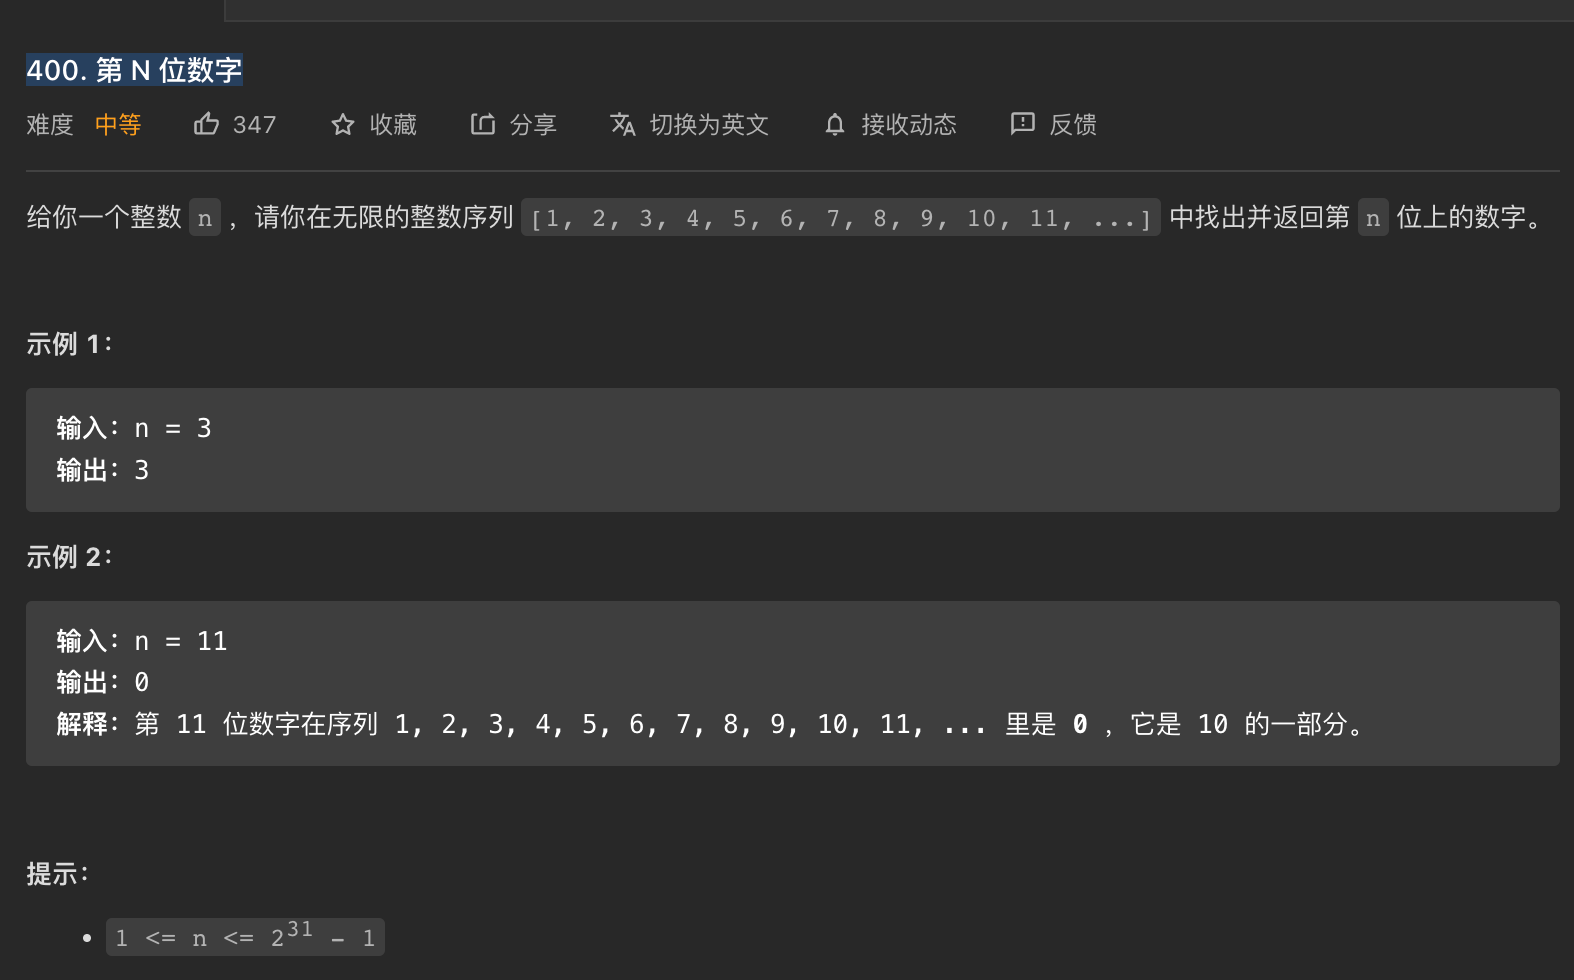 400. 第 N 位数字
难度 中等 347 收藏 分享 切换为英文 接收动态 反馈
给你一个整数 n ，请你在无限的整数序列 [1, 2, 3, 4, 5, 6, 7, 8, 9, 10, 11, ...] 中找出并返回第 n 位上的数字。
示例 1：
输入：n = 3
输出：3
示例 2：
输入：n = 11
输出：0
解释：第 11 位数字在序列 1, 2, 3, 4, 5, 6, 7, 8, 9, 10, 11, ... 里是 0 ，它是 10 的一部分。
提示：
• 1 <= n <= 2³¹ - 1